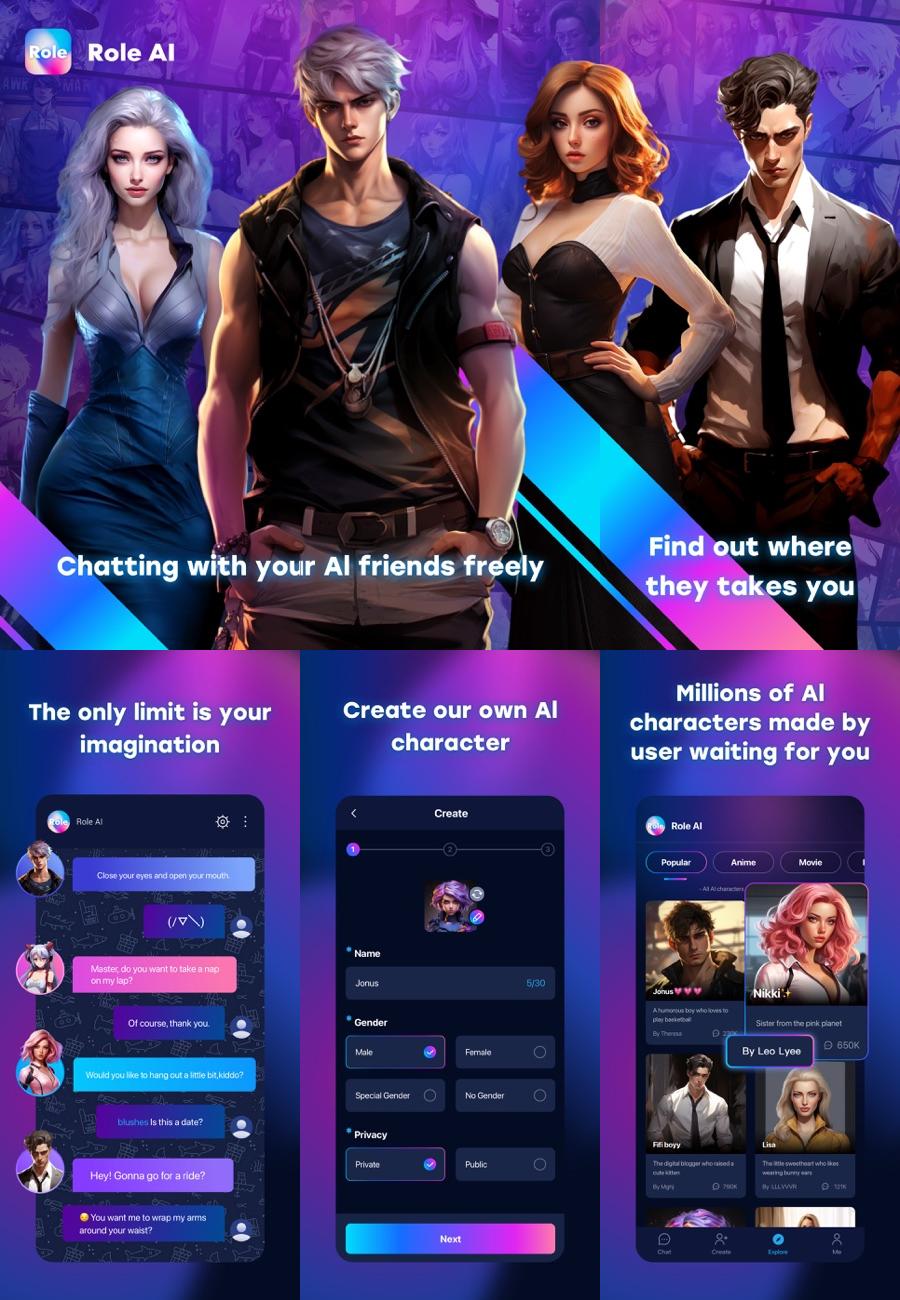 Role
Role AI
Chatting with your AI friends freely
Find out where
they takes you
The only limit is your
imagination
Role
Role AI
Close your eyes and open your mouth.
(/▽＼)
Master, do you want to take a nap
on my lap?
Of course, thank you.
Would you like to hang out a little bit,kiddo?
blushes Is this a date?
Hey! Gonna go for a ride?
😳 You want me to wrap my arms
around your waist?
Create our own AI
character
Create
1
2
3
* Name
Jonus
5/30
* Gender
Male
Female
Special Gender
No Gender
* Privacy
Private
Public
Next
Millions of AI
characters made by
user waiting for you
Role
Role AI
Popular
Anime
Movie
- All AI characters
Jonus💗💗💗
A humorous boy who loves to
play basketball
By Theresa
Nikki✨
Sister from the pink planet
650K
By Leo Lyee
Fifi boyy
The digital blogger who raised a
cute kitten
By Mgnj
760K
Lisa
The little sweetheart who likes
wearing bunny ears
By LLLVVVR
121K
Chat
Create
Explore
Me